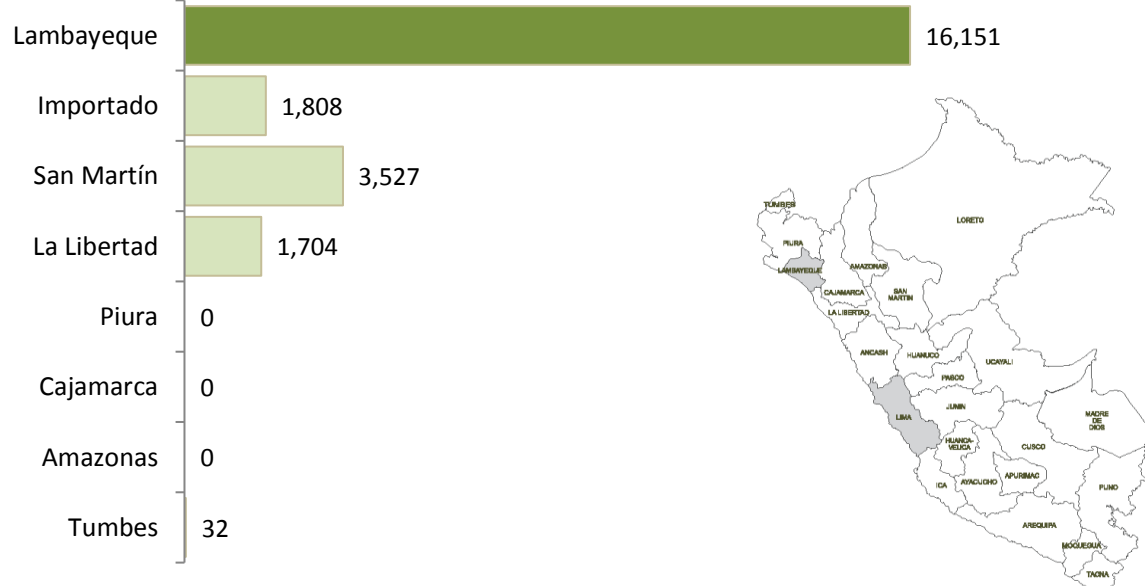 Lambayeque 16,151
Importado 1,808
San Martín 3,527
La Libertad 1,704
Piura 0
Cajamarca 0
Amazonas 0
Tumbes 32
TUMBES
LORETO
PIURA
LAMBAYEQUE
AMAZONAS
CAJAMARCA
SAN
MARTIN
LA LIBERTAD
ANCASH
HUANUCO
UCAYALI
PASCO
LIMA
JUNIN
MADRE
DE
DIOS
HUANCA-
VELICA
CUSCO
ICA
AYACUCHO
APURIMAC
PUNO
AREQUIPA
MOQUEGUA
TACNA